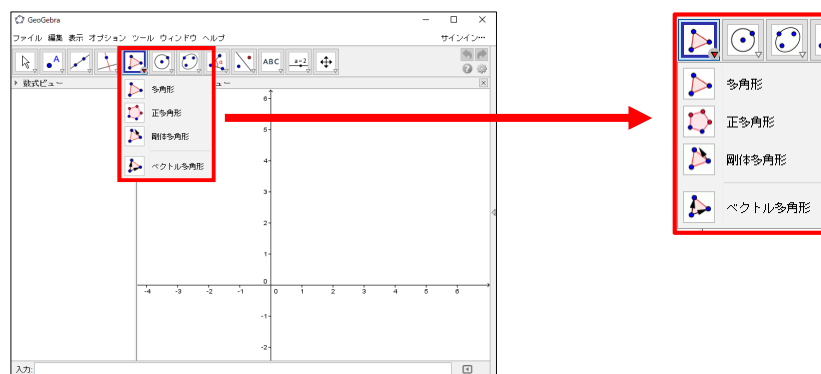 GeoGebra
ファイル 編集 表示 オプション ツール ウィンドウ ヘルプ サインイン…
A ABC a=2
▸ 数式ビュー ュー
多角形
正多角形
剛体多角形
ベクトル多角形
6
5
4
3
2
1
0
-4 -3 -2 -1 0 1 2 3 4 5 6
-1
-2
入力:
多角形
正多角形
剛体多角形
ベクトル多角形